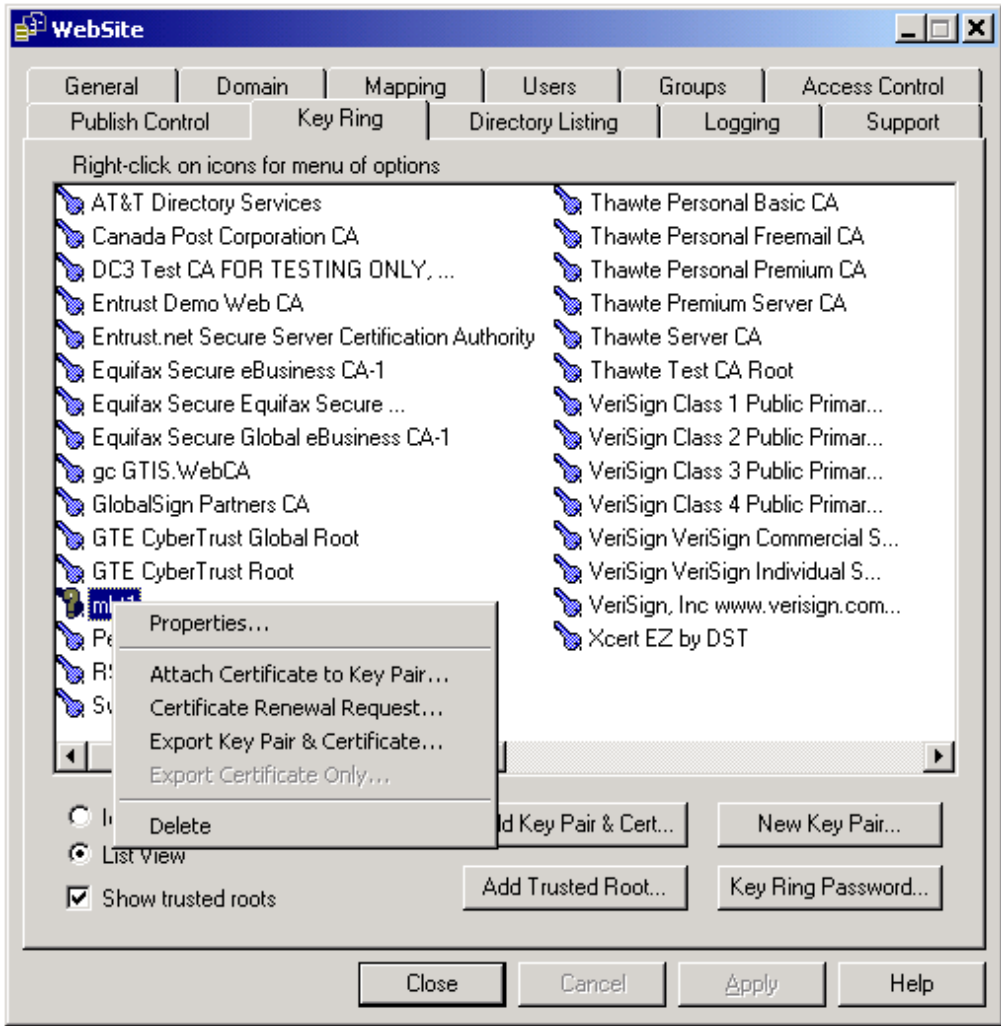 WebSite
General Domain Mapping Users Groups Access Control
Publish Control Key Ring Directory Listing Logging Support
Right-click on icons for menu of options
AT&T Directory Services
Canada Post Corporation CA
DC3 Test CA FOR TESTING ONLY, ...
Entrust Demo Web CA
Entrust.net Secure Server Certification Authority
Equifax Secure eBusiness CA-1
Equifax Secure Equifax Secure ...
Equifax Secure Global eBusiness CA-1
gc GTIS.WebCA
GlobalSign Partners CA
GTE CyberTrust Global Root
GTE CyberTrust Root
Thawte Personal Basic CA
Thawte Personal Freemail CA
Thawte Personal Premium CA
Thawte Premium Server CA
Thawte Server CA
Thawte Test CA Root
VeriSign Class 1 Public Primar...
VeriSign Class 2 Public Primar...
VeriSign Class 3 Public Primar...
VeriSign Class 4 Public Primar...
VeriSign VeriSign Commercial S...
VeriSign VeriSign Individual S...
VeriSign, Inc www.verisign.com...
Xcert EZ by DST
Properties...
Attach Certificate to Key Pair...
Certificate Renewal Request...
Export Key Pair & Certificate...
Export Certificate Only...
Delete
List View
Show trusted roots
Key Pair & Cert...
New Key Pair...
Add Trusted Root...
Key Ring Password...
Close Cancel Apply Help